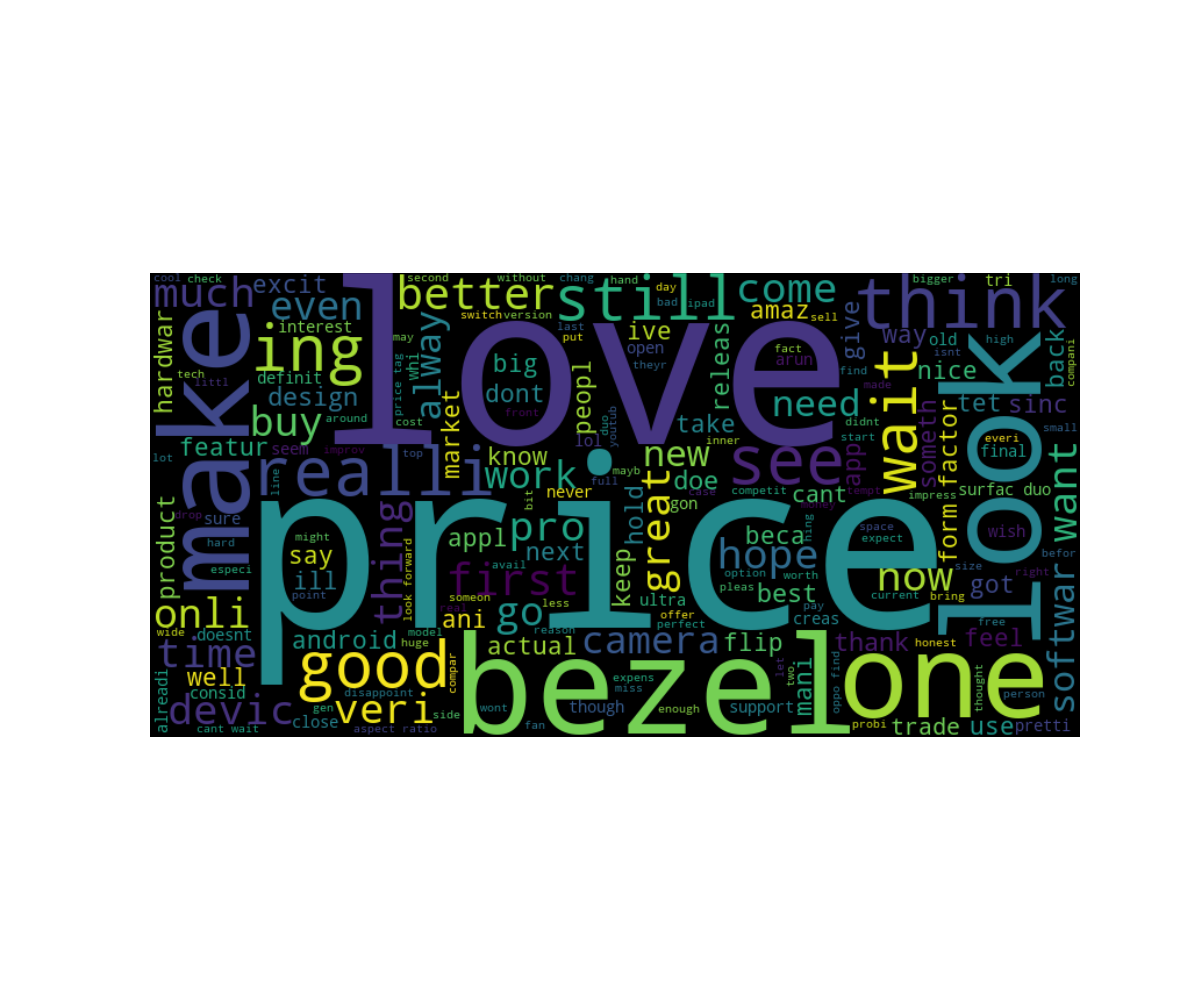 cool
check
second
without
chang
hand
day
ipad
bigger
tri
long
much
excit
love
better
still
come
think
even
switch
version
bad
amaz
sell
give
make
interest
ing
may
last
put
ive
open
theyr
way
old
isnt
high
look
back
compani
hardwar
tech
littl
definit
design
price tag
whi
alway
big
dont
peopl
releas
fact
arun
find
wait
nice
buy
around
cost
front
duo
youtub
need
made
tet
sinc
small
featur
seem
improv
top
market
lol
take
inner
didnt
start
someth
factor
everi
final
lot
realli
know
work
new
see
app
want
line
never
mayb
full
doe
case
competit
cant
tempt
impress
surfac duo
product
drop
sure
bit
great
gon
money
hing
form
wish
hard
might
say
price
appl
pro
next
hold
beca
hope
space
expect
befor
especi
ill
point
thing
look forward
avail
first
keep
option
worth
now
size
right
softwar
onli
someon
less
ultra
pleas
best
current
bring
got
wide
real
ani
go
offer
perfect
creas
pay
free
doesnt
android
model
huge
reason
time
good
actual
bezel
camera
flip
thank
honest
feel
well
compar
let
two
mani
oppo find
one
thought
person
alreadi
consid
disappoint
expens
miss
devic
gen
veri
side
wont
though
enough
support
close
fan
probl
trade
use
pretti
cant wait
aspect ratio